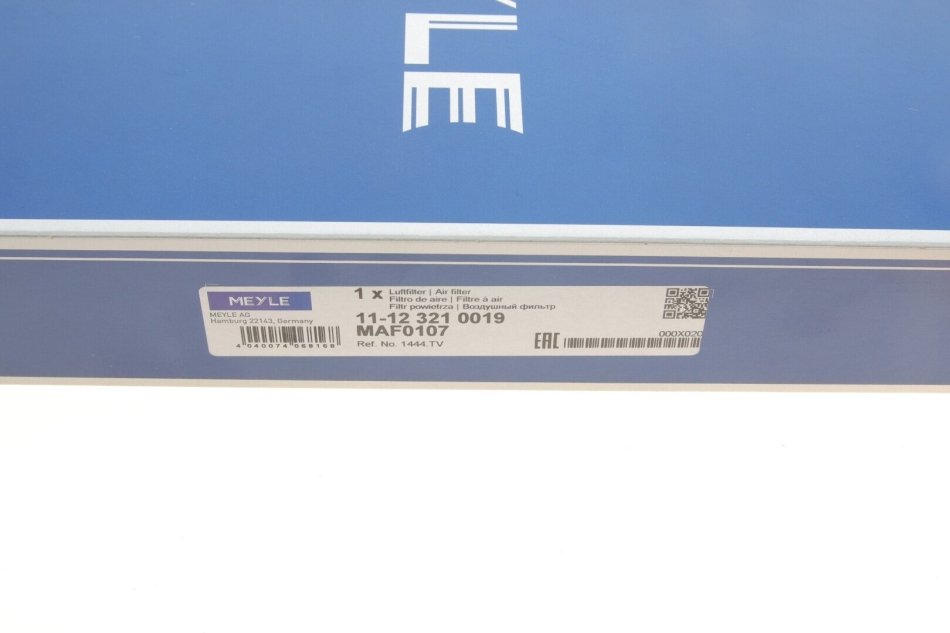 YLE
MEYLE
MEYLE AG
Hamburg 22143, Germany
4 040074 069168
1 x Luftfilter | Air filter
Filtro de aire | Filtre à air
Filtr powietrza | Воздушный фильтр
11-12 321 0019
MAF0107
Ref. No. 1444.TV
EAC
000X020